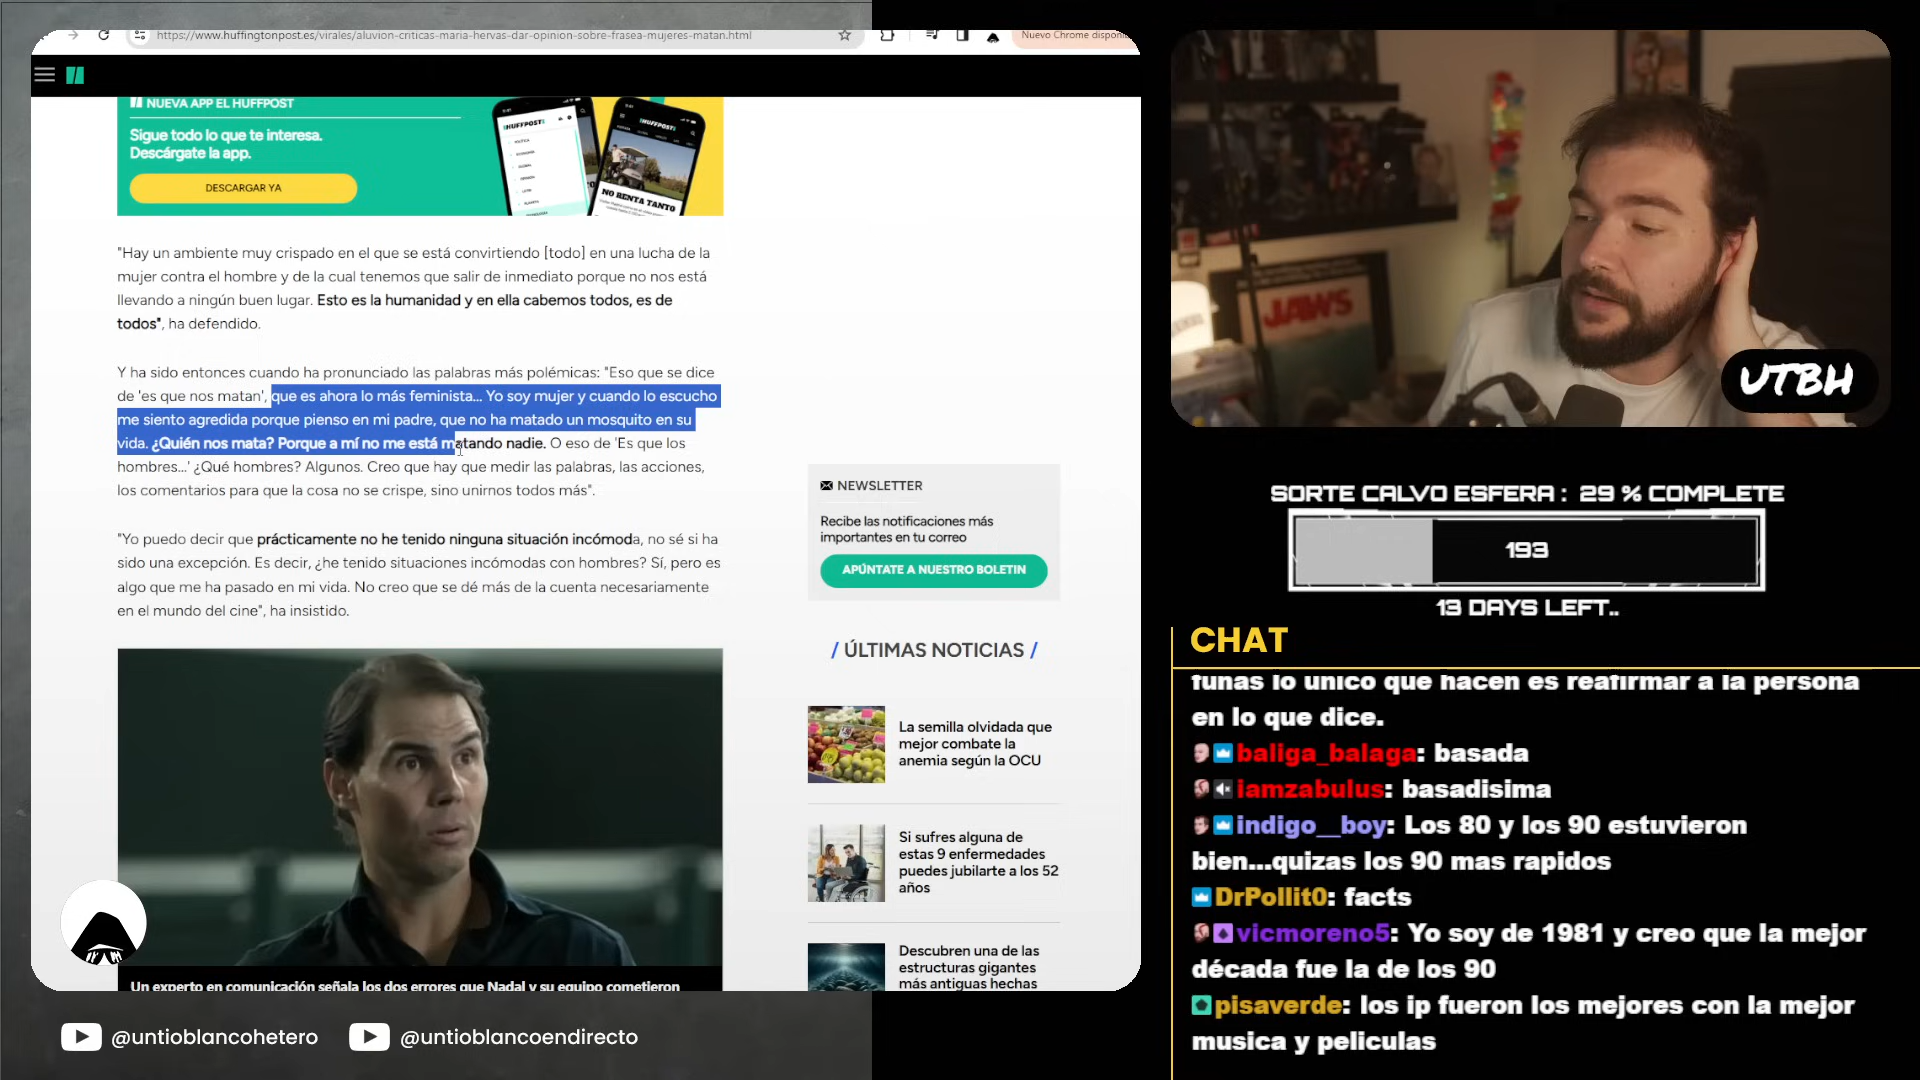 https://www.huffingtonpost.es/virales/aluvion-criticas-maria-hervas-dar-opinion-sobre-frasea-mujeres-matan.html
Nuevo Chrome disponib
NUEVA APP EL HUFFPOST
Sigue todo lo que te interesa.
Descárgate la app.
DESCARGAR YA
HUFFPOST
NO RENTA TANTO
"Hay un ambiente muy crispado en el que se está convirtiendo [todo] en una lucha de la
mujer contra el hombre y de la cual tenemos que salir de inmediato porque no nos está
llevando a ningún buen lugar. Esto es la humanidad y en ella cabemos todos, es de
todos", ha defendido.
Y ha sido entonces cuando ha pronunciado las palabras más polémicas: "Eso que se dice
de 'es que nos matan', que es ahora lo más feminista... Yo soy mujer y cuando lo escucho
me siento agredida porque pienso en mi padre, que no ha matado un mosquito en su
vida. ¿Quién nos mata? Porque a mí no me está matando nadie. O eso de 'Es que los
hombres...' ¿Qué hombres? Algunos. Creo que hay que medir las palabras, las acciones,
los comentarios para que la cosa no se crispe, sino unirnos todos más".
"Yo puedo decir que prácticamente no he tenido ninguna situación incómoda, no sé si ha
sido una excepción. Es decir, ¿he tenido situaciones incómodas con hombres? Sí, pero es
algo que me ha pasado en mi vida. No creo que se dé más de la cuenta necesariamente
en el mundo del cine", ha insistido.
Un experto en comunicación señala los dos errores que Nadal y su equipo cometieron
NEWSLETTER
Recibe las notificaciones más
importantes en tu correo
APÚNTATE A NUESTRO BOLETIN
/ ÚLTIMAS NOTICIAS /
La semilla olvidada que
mejor combate la
anemia según la OCU
Si sufres alguna de
estas 9 enfermedades
puedes jubilarte a los 52
años
Descubren una de las
estructuras gigantes
más antiguas hechas
@untioblancohetero
@untioblancoendirecto
JAWS
UTBH
SORTE CALVO ESFERA : 29 % COMPLETE
193
13 DAYS LEFT..
CHAT
funas lo unico que hacen es reafirmar a la persona
en lo que dice.
baliga_balaga: basada
iamzabulus: basadisima
indigo__boy: Los 80 y los 90 estuvieron
bien...quizas los 90 mas rapidos
DrPollit0: facts
vicmoreno5: Yo soy de 1981 y creo que la mejor
década fue la de los 90
pisaverde: los ip fueron los mejores con la mejor
musica y peliculas